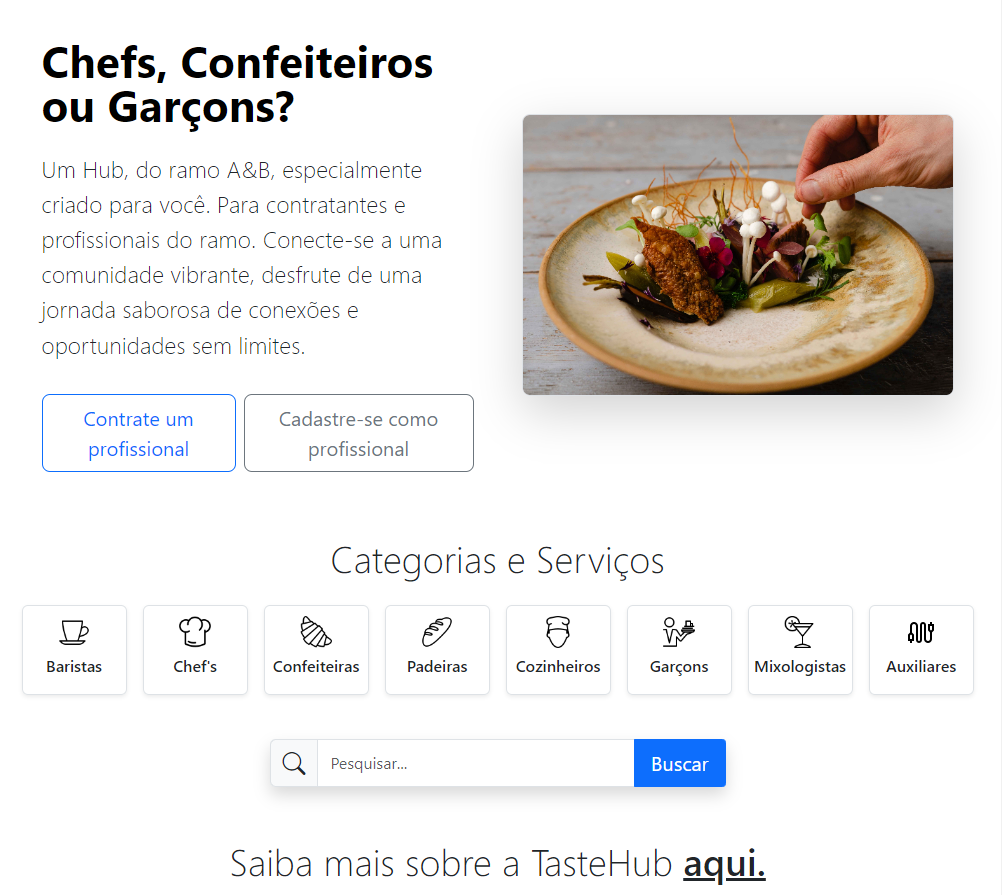 Chefs, Confeiteiros
ou Garçons?
Um Hub, do ramo A&B, especialmente
criado para você. Para contratantes e
profissionais do ramo. Conecte-se a uma
comunidade vibrante, desfrute de uma
jornada saborosa de conexões e
oportunidades sem limites.
Contrate um
profissional
Cadastre-se como
profissional
Categorias e Serviços
Baristas
Chef's
Confeiteiras
Padeiras
Cozinheiros
Garçons
Mixologistas
Auxiliares
Pesquisar...
Buscar
Saiba mais sobre a TasteHub aqui.